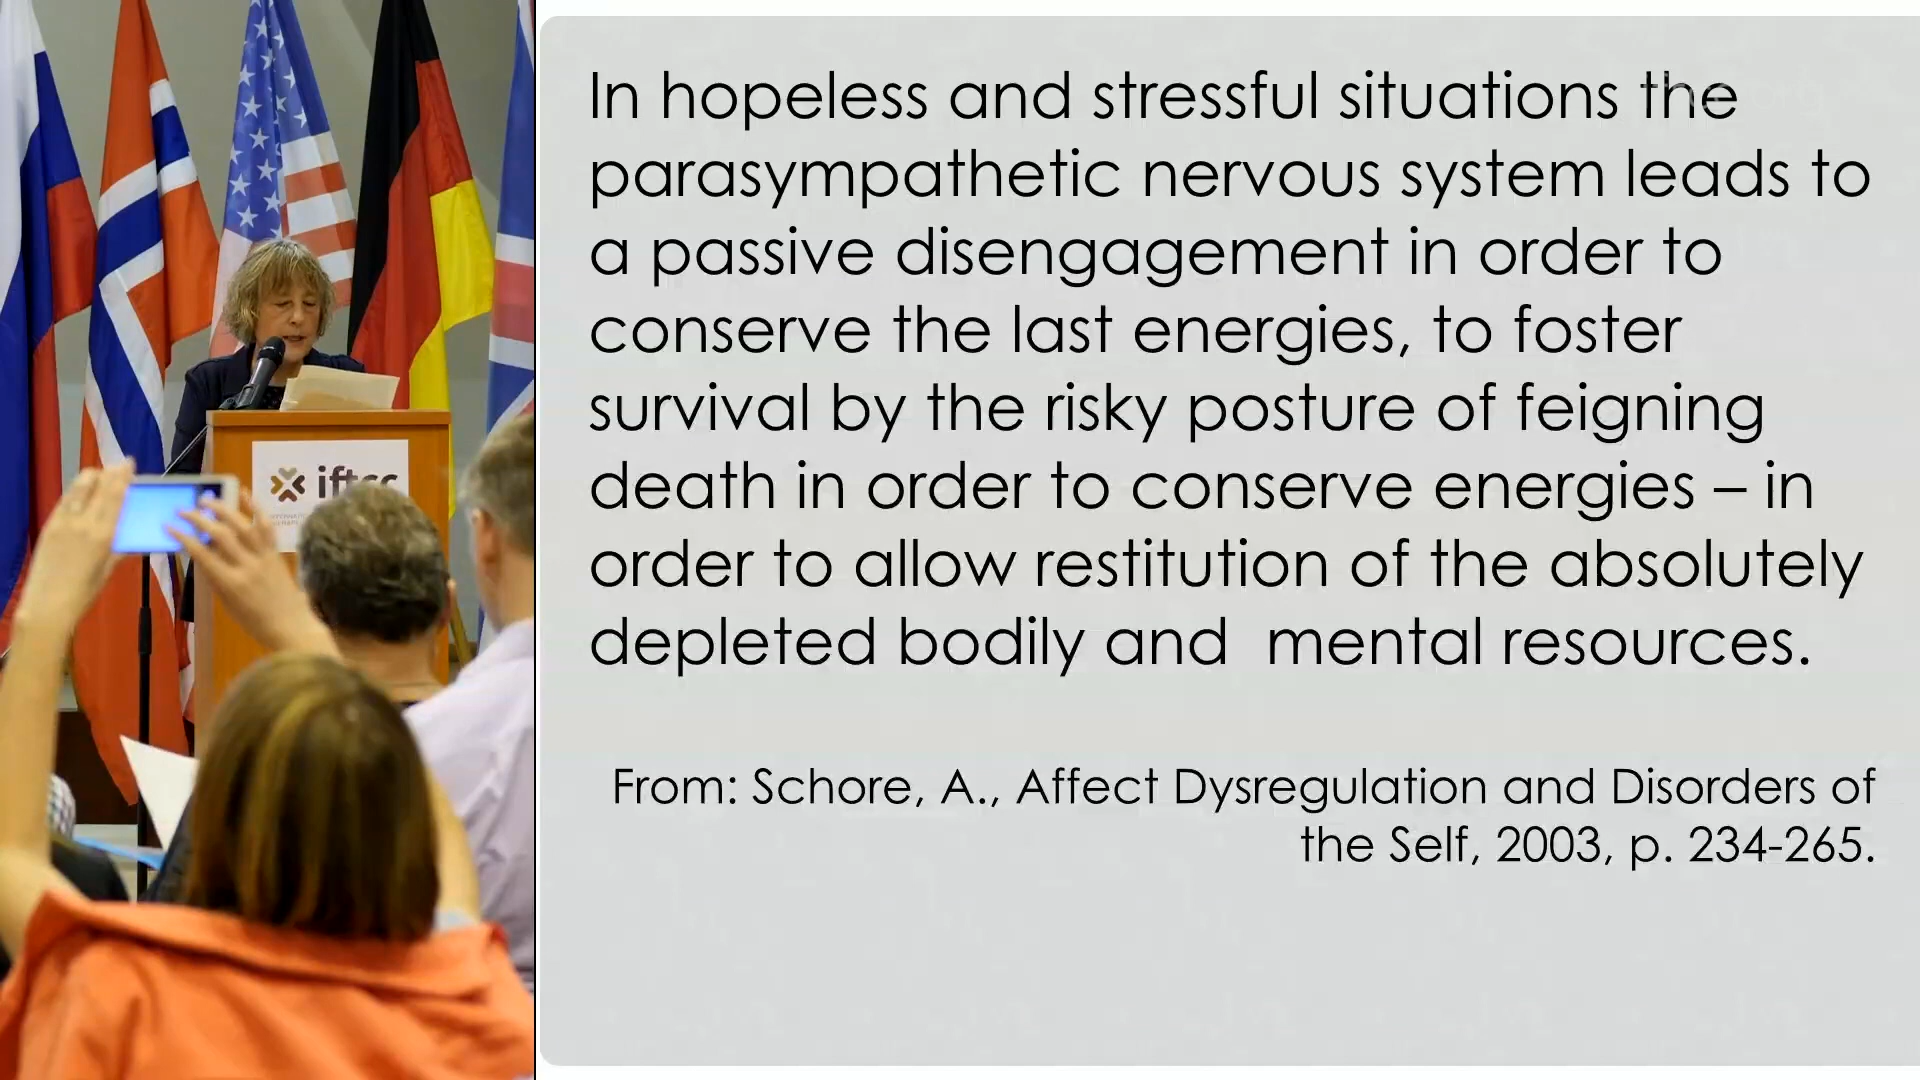 In hopeless and stressful situations the
parasympathetic nervous system leads to
a passive disengagement in order to
conserve the last energies, to foster
survival by the risky posture of feigning
death in order to conserve energies – in
order to allow restitution of the absolutely
depleted bodily and  mental resources.
From: Schore, A., Affect Dysregulation and Disorders of
the Self, 2003, p. 234-265.
iftcc